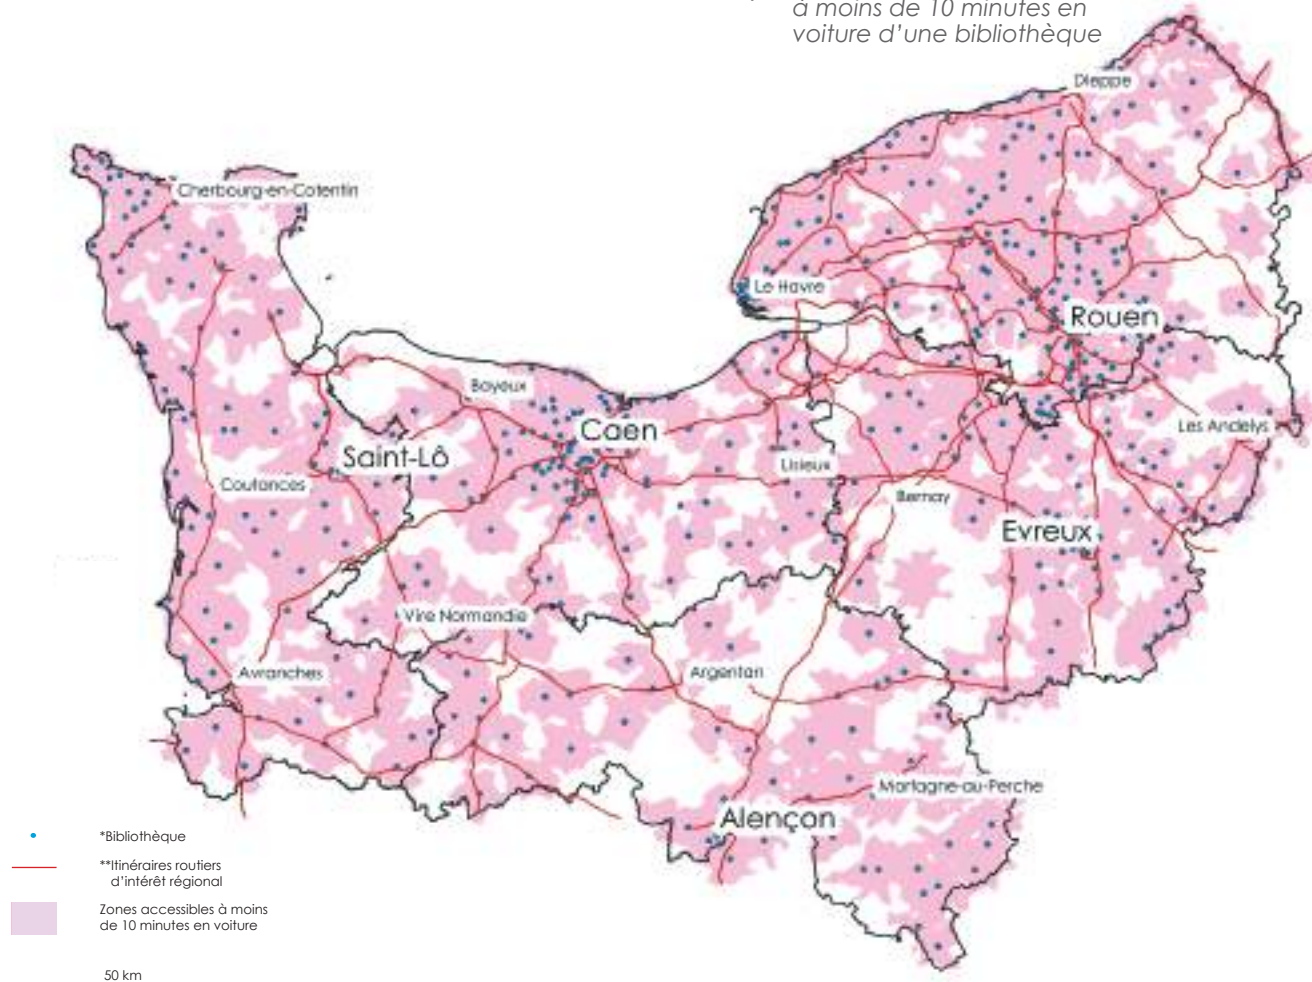 à moins de 10 minutes en
voiture d'une bibliothèque
Dieppe
Cherbourg-en-Cotentin
Le Havre
Rouen
Bayeux
Caen
Les Andelys
Saint-Lô
Lisieux
Coutances
Bernay
Evreux
Vire Normandie
Avranches
Argentan
Mortagne-au-Perche
Alençon
*Bibliothèque
**Itinéraires routiers
d'intérêt régional
Zones accessibles à moins
de 10 minutes en voiture
50 km